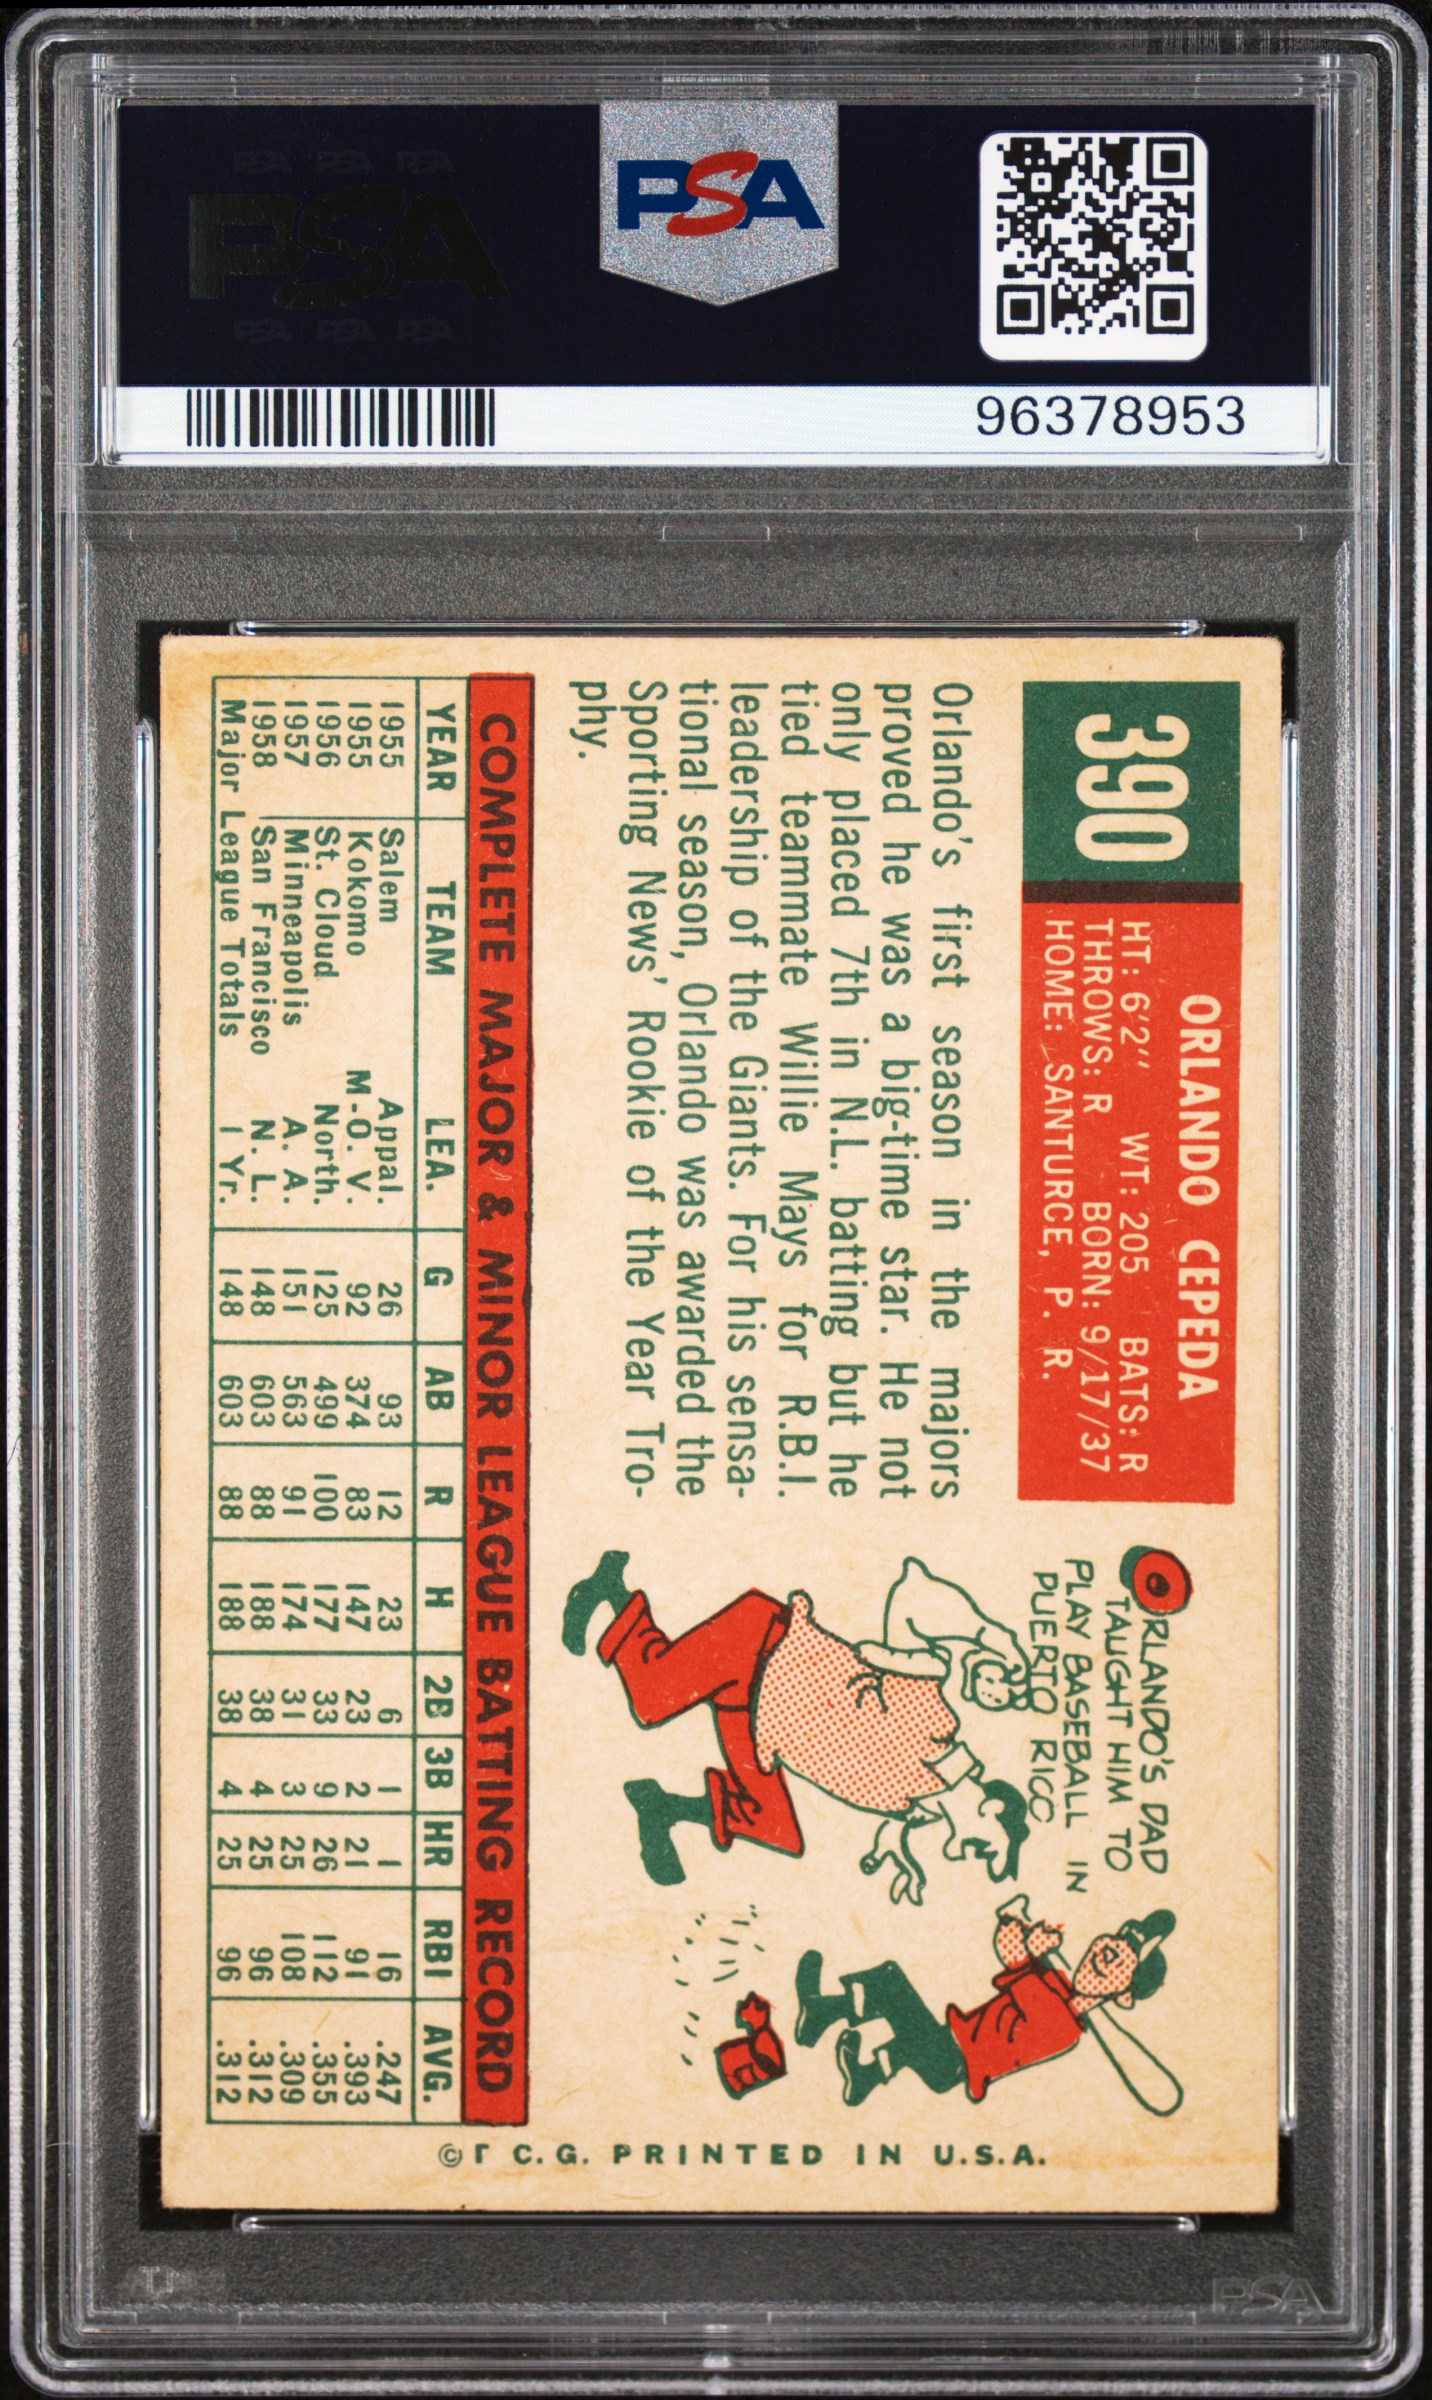 PSA PSA PSA
PSA
PSA PSA PSA
PSA
96378953
390
ORLANDO CEPEDA
HT: 6'2" WT: 205 BATS: R
THROWS: R BORN: 9/17/37
HOME: SANTURCE, P. R.
Orlando's first season in the majors
proved he was a big-time star. He not
only placed 7th in N.L. batting but he
tied teammate Willie Mays for R.B.I.
leadership of the Giants. For his sensa-
tional season, Orlando was awarded the
Sporting News' Rookie of the Year Tro-
phy.
ORLANDO'S DAD
TAUGHT HIM TO
PLAY BASEBALL IN
PUERTO RICO
COMPLETE MAJOR & MINOR LEAGUE BATTING RECORD
YEAR TEAM LEA. G AB R H 2B 3B HR RBI AVG.
1955 Salem Appal. 26 93 12 23 6 1 1 16 .247
1955 Kokomo M-O. V. 92 374 83 147 23 2 21 91 .393
1956 St. Cloud North. 125 499 100 177 33 9 26 112 .355
1957 Minneapolis A. A. 151 563 91 174 31 3 25 108 .309
1958 San Francisco N. L. 148 603 88 188 38 4 25 96 .312
Major League Totals 1 Yr. 148 603 88 188 38 4 25 96 .312
© T. C. G. PRINTED IN U.S.A.
PSA